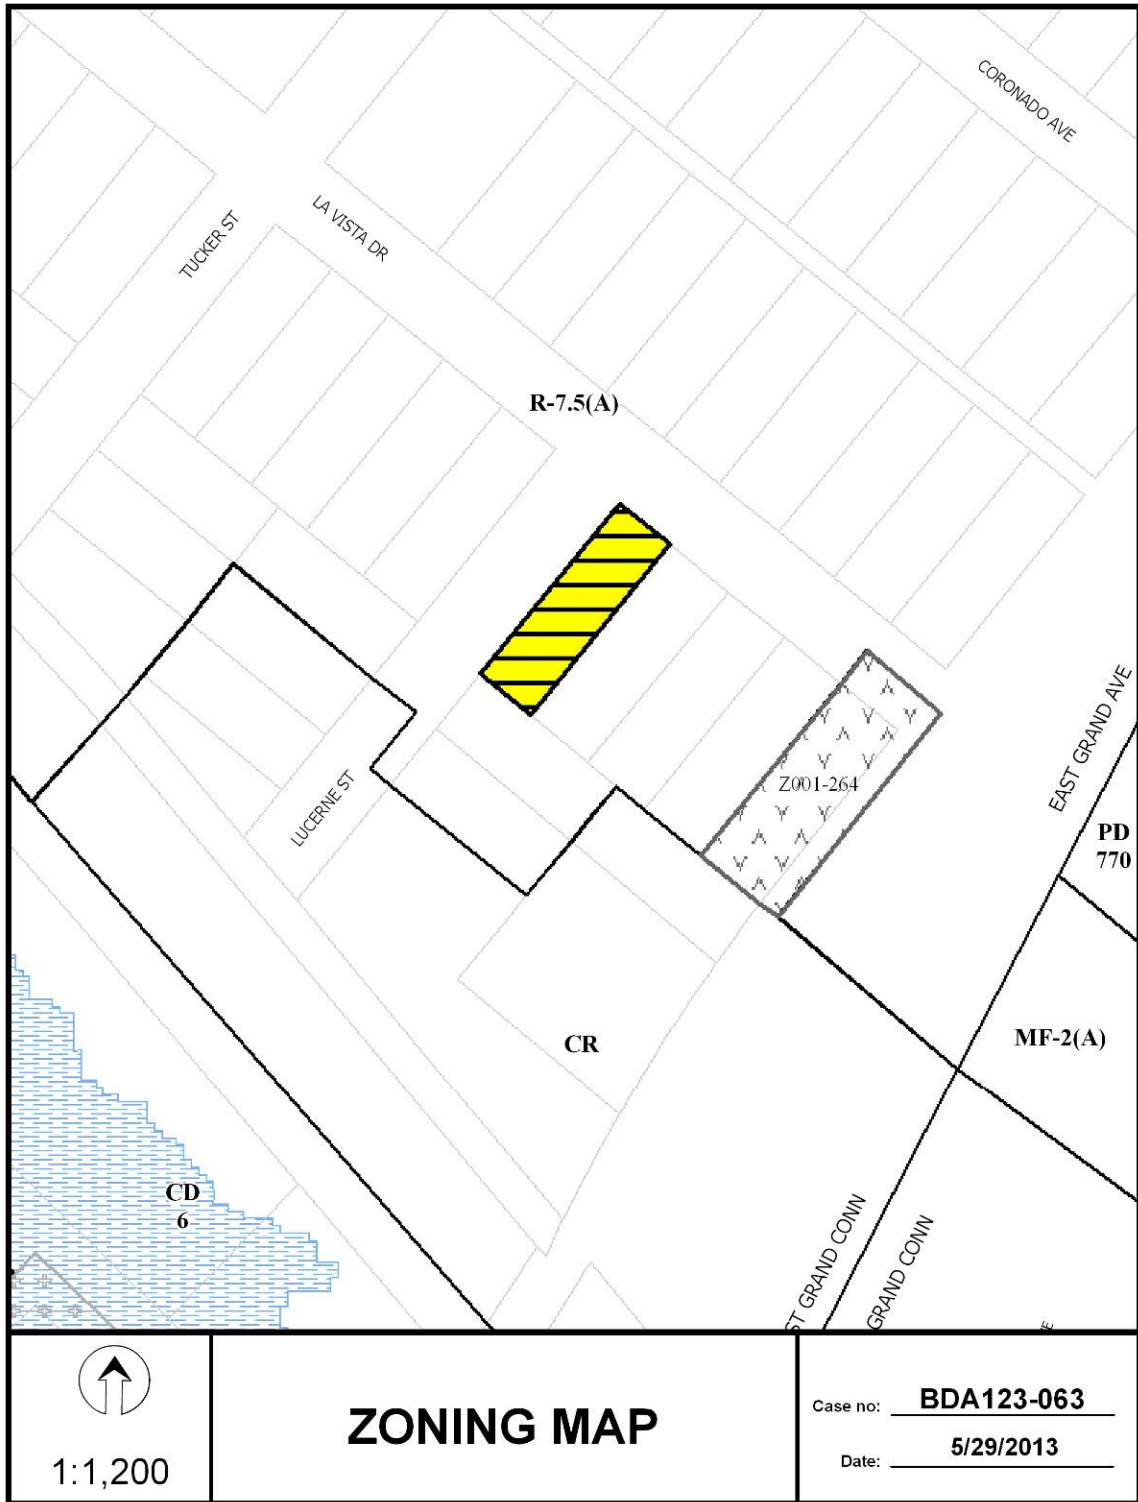 CORONADO AVE
LA VISTA DR
TUCKER ST
R-7.5(A)
EAST GRAND AVE
Z001-264
LUCERNE ST
PD
770
CR
MF-2(A)
CD
6
ST GRAND CONN
GRAND CONN
1:1,200
ZONING MAP
Case no: BDA123-063
Date: 5/29/2013